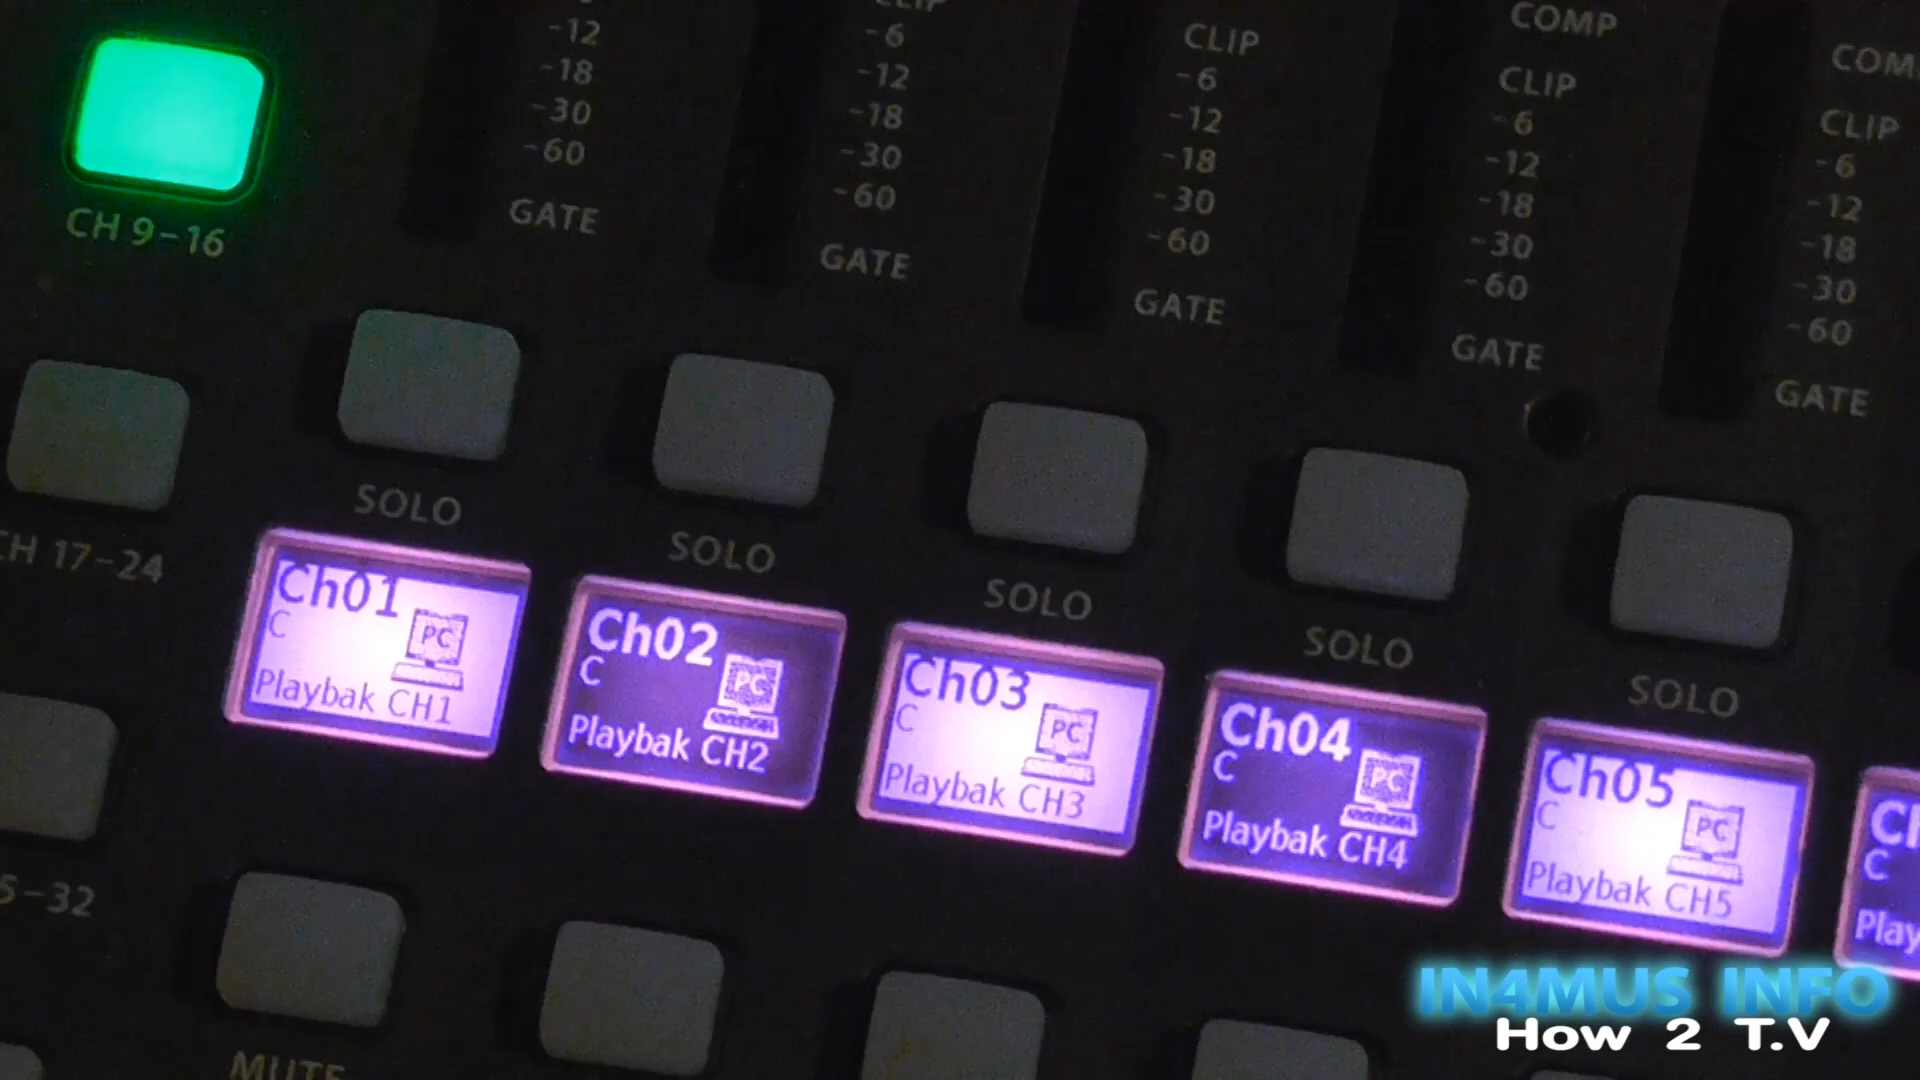 CH 9-16
-12
-18
-30
-60
GATE
-6
-12
-18
-30
-60
GATE
CLIP
-6
-12
-18
-30
-60
GATE
COMP
CLIP
-6
-12
-18
-30
-60
GATE
CLIP
-6
-12
-18
-30
-60
GATE
17-24
SOLO
SOLO
SOLO
SOLO
SOLO
Ch01
C
PC
Playbak CH1
Ch02
C
PC
Playbak CH2
Ch03
C
PC
Playbak CH3
Ch04
C
PC
Playbak CH4
Ch05
C
PC
Playbak CH5
C
-32
MUTE
IN4MUS INFO
How 2 T.V